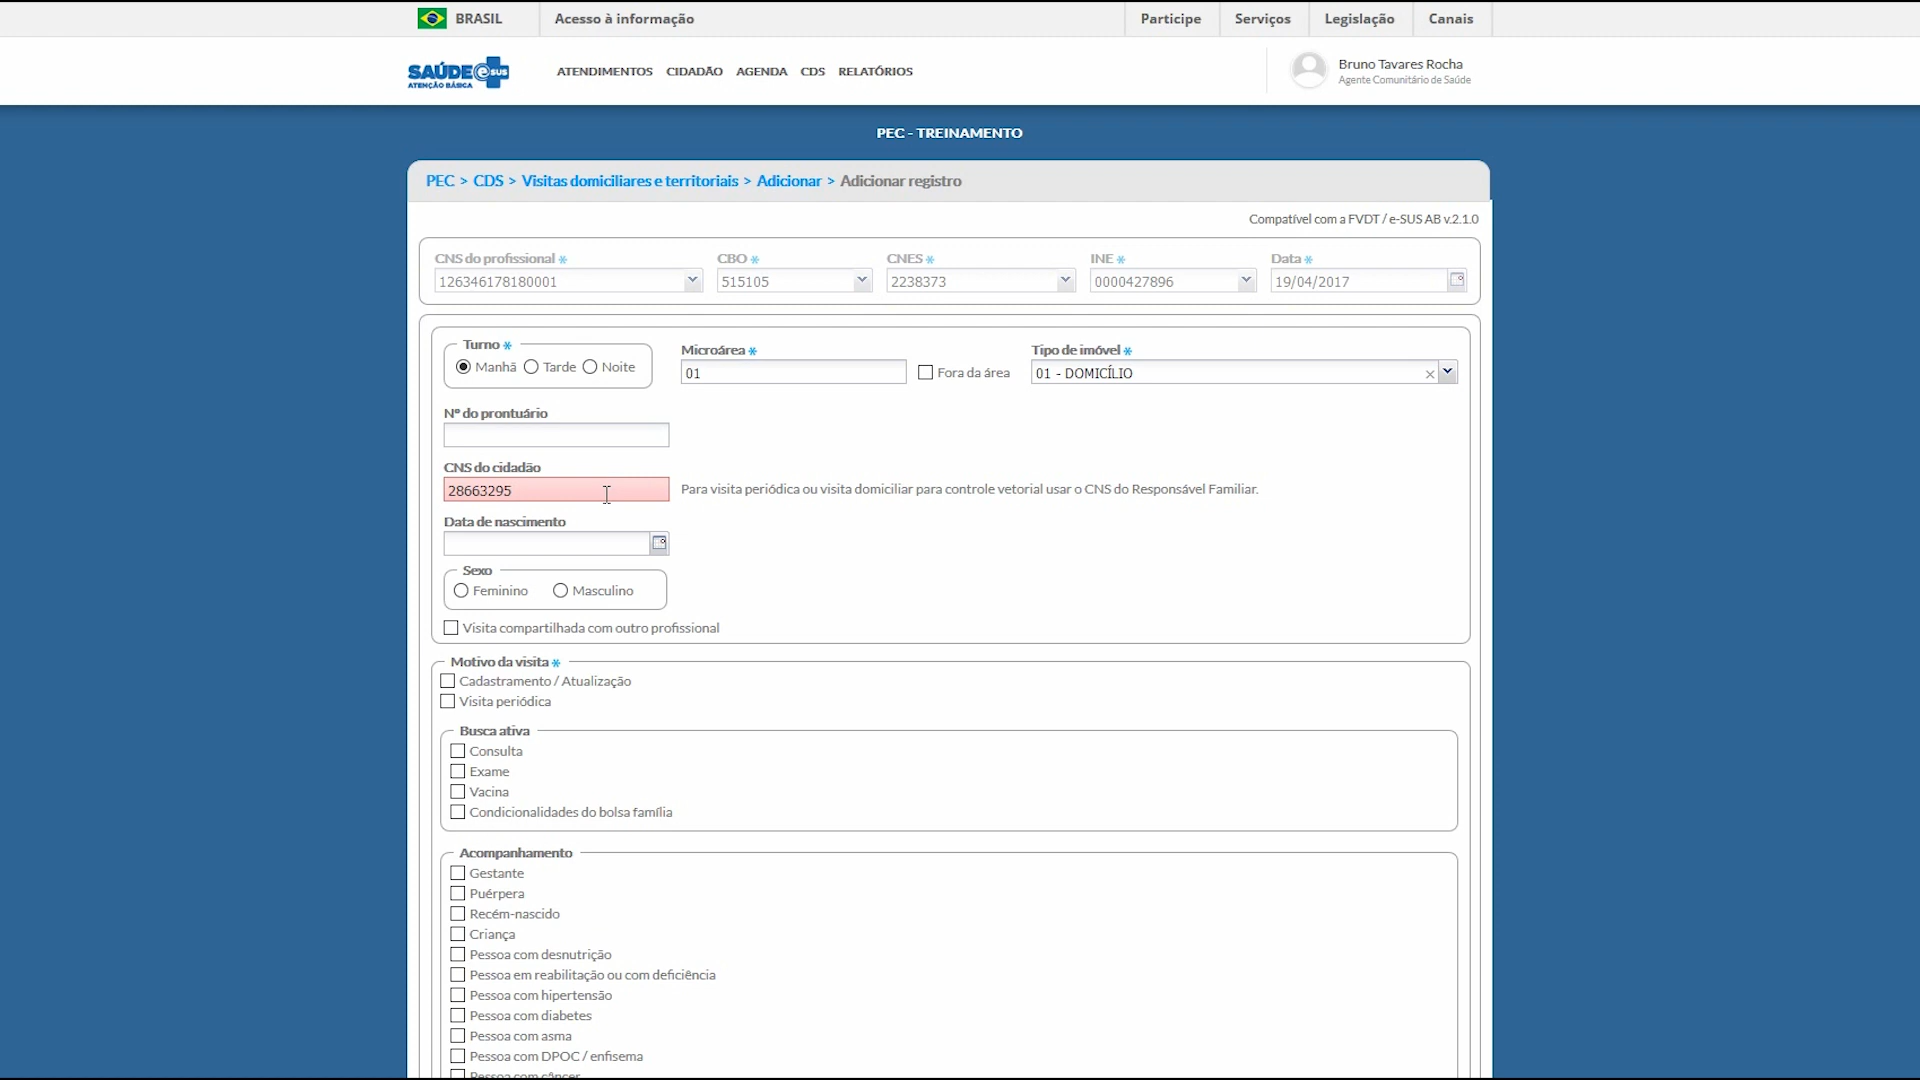 BRASIL Acesso à informação Participe Serviços Legislação Canais
SAÚDE e SUS
ATENÇÃO BÁSICA
ATENDIMENTOS CIDADÃO AGENDA CDS RELATÓRIOS
Bruno Tavares Rocha
Agente Comunitário de Saúde
PEC - TREINAMENTO
PEC > CDS > Visitas domiciliares e territoriais > Adicionar > Adicionar registro
Compatível com a FVDT / e-SUS AB v.2.1.0
CNS do profissional * CBO * CNES * INE * Data *
126346178180001 515105 2238373 0000427896 19/04/2017
Turno * Microárea * Tipo de imóvel *
Manhã Tarde Noite 01 Fora da área 01 - DOMICÍLIO
Nº do prontuário
CNS do cidadão
28663295 Para visita periódica ou visita domiciliar para controle vetorial usar o CNS do Responsável Familiar.
Data de nascimento
Sexo
Feminino Masculino
Visita compartilhada com outro profissional
Motivo da visita *
Cadastramento / Atualização
Visita periódica
Busca ativa
Consulta
Exame
Vacina
Condicionalidades do bolsa família
Acompanhamento
Gestante
Puérpera
Recém-nascido
Criança
Pessoa com desnutrição
Pessoa em reabilitação ou com deficiência
Pessoa com hipertensão
Pessoa com diabetes
Pessoa com asma
Pessoa com DPOC / enfisema
Pessoa com câncer